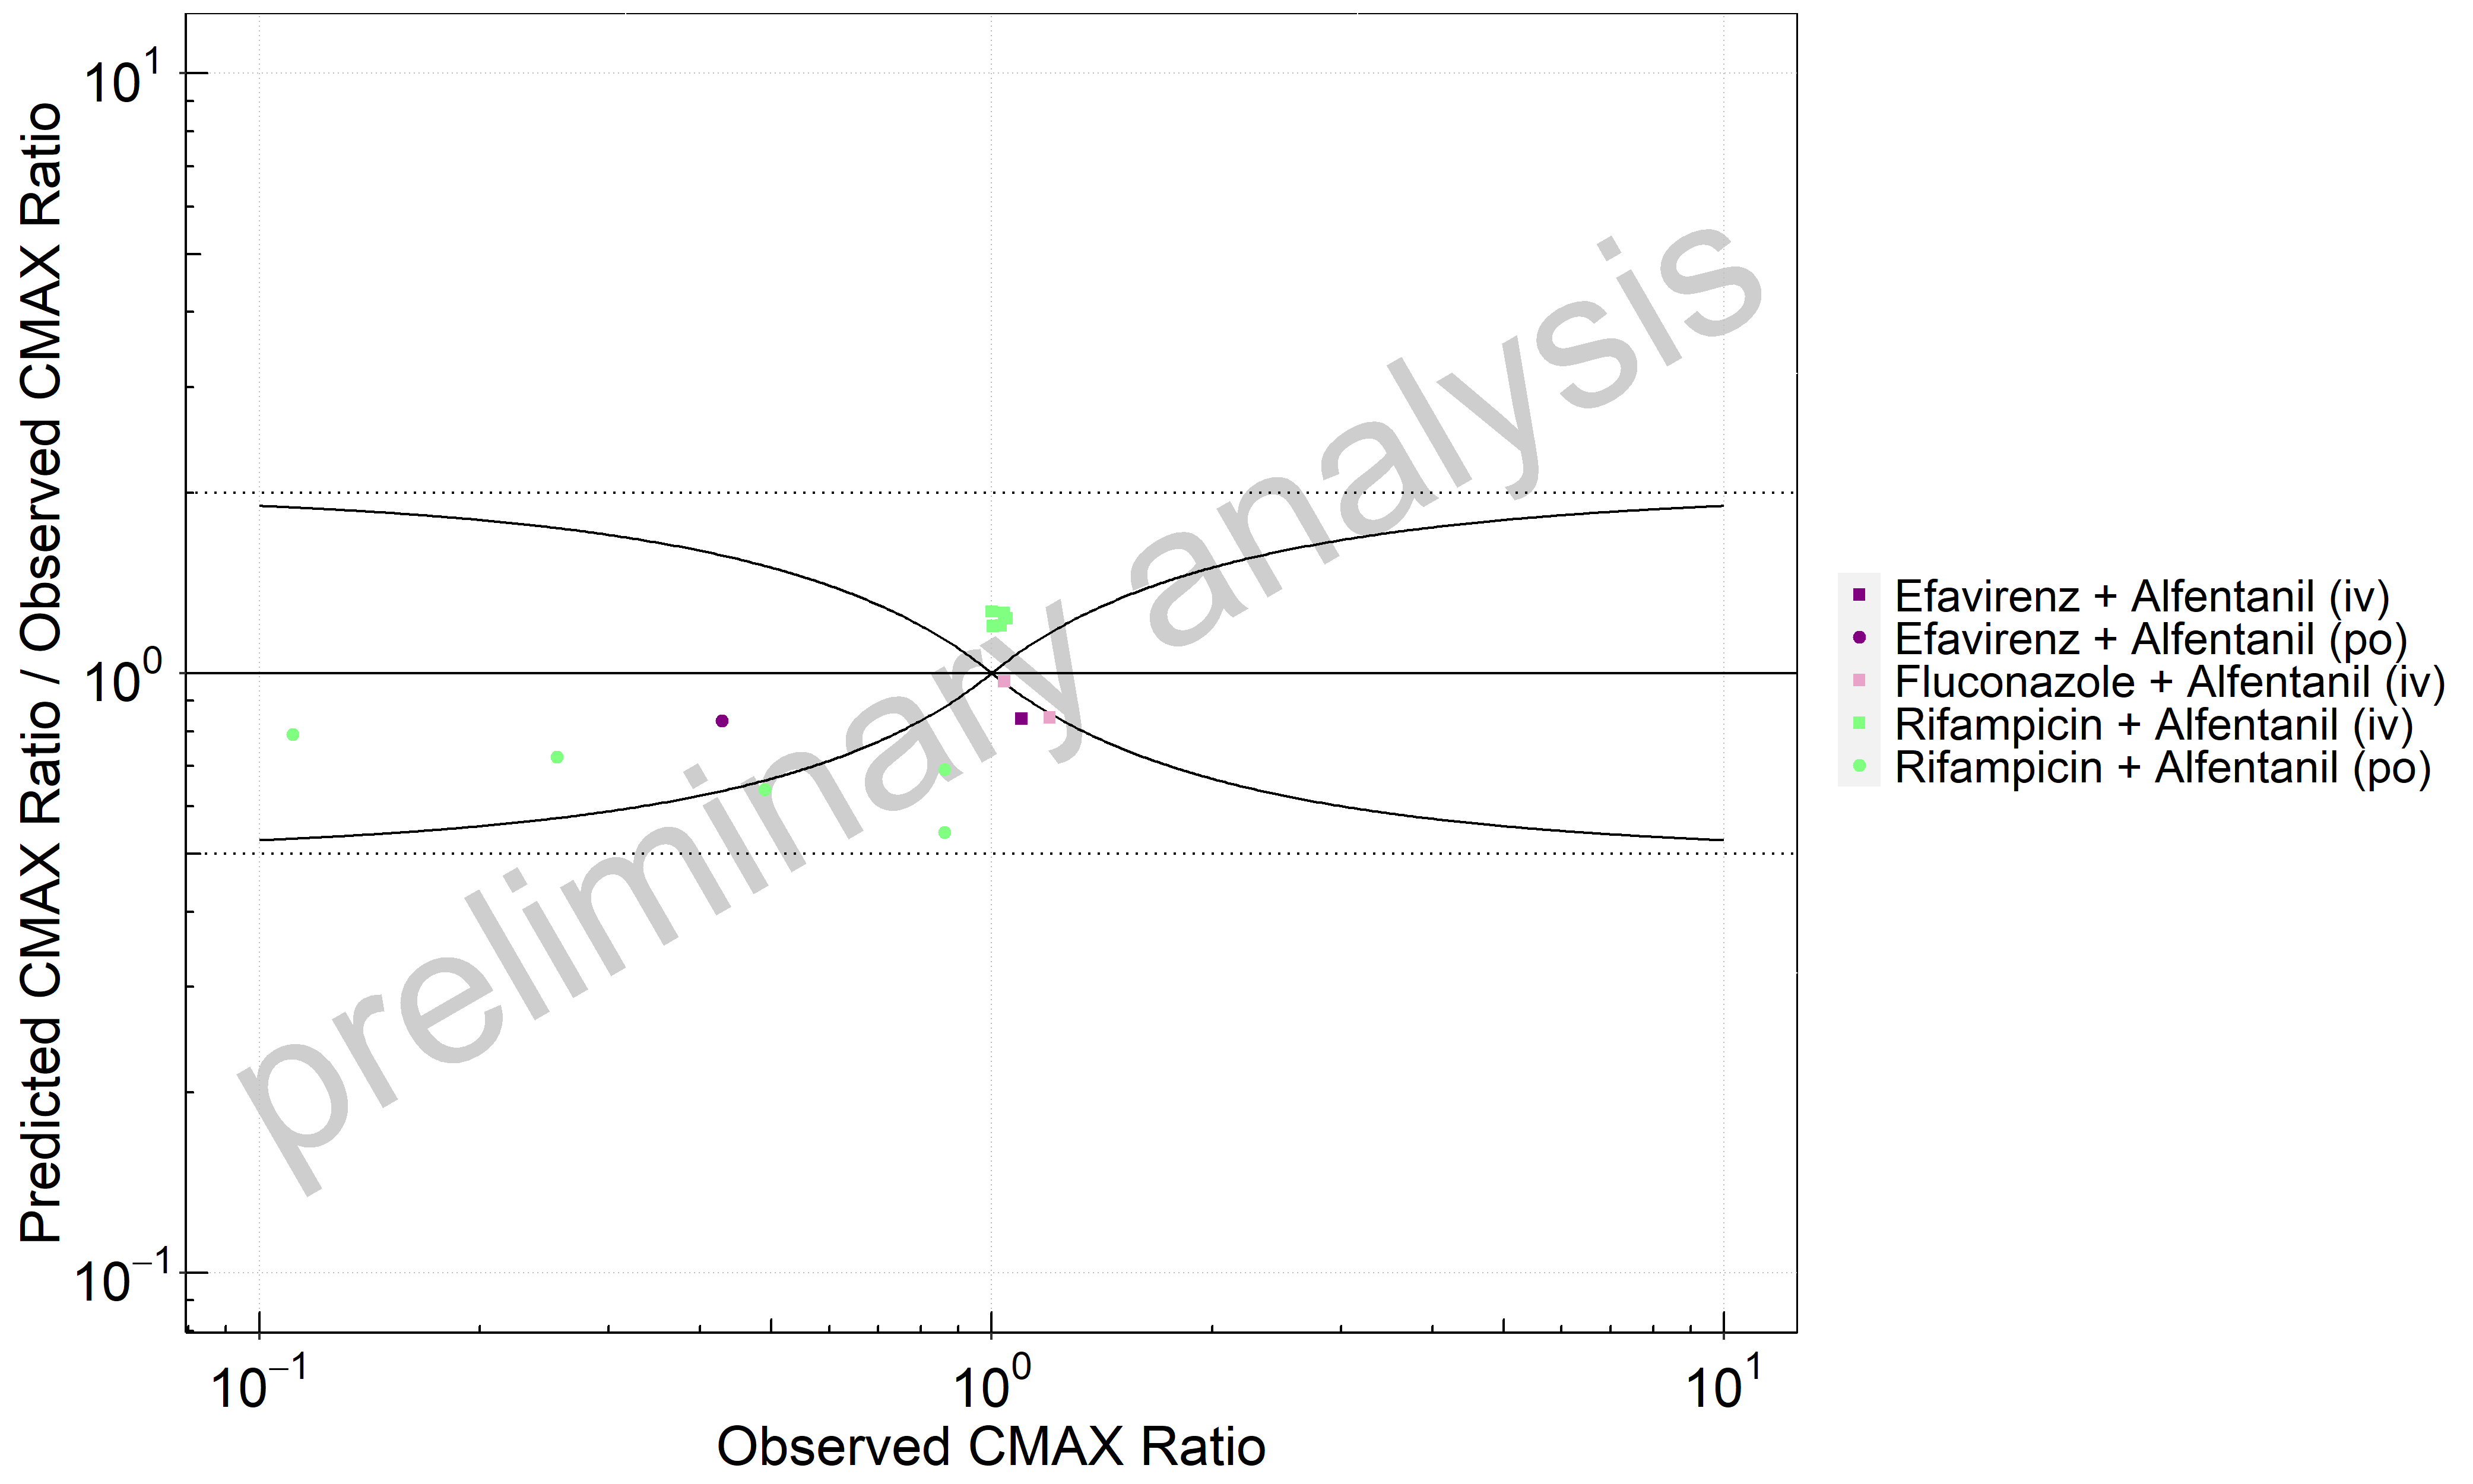 Predicted CMAX Ratio / Observed CMAX Ratio
10¹
10⁰
10⁻¹
preliminary analysis
Efavirenz + Alfentanil (iv)
Efavirenz + Alfentanil (po)
Fluconazole + Alfentanil (iv)
Rifampicin + Alfentanil (iv)
Rifampicin + Alfentanil (po)
10⁻¹ 10⁰ 10¹
Observed CMAX Ratio